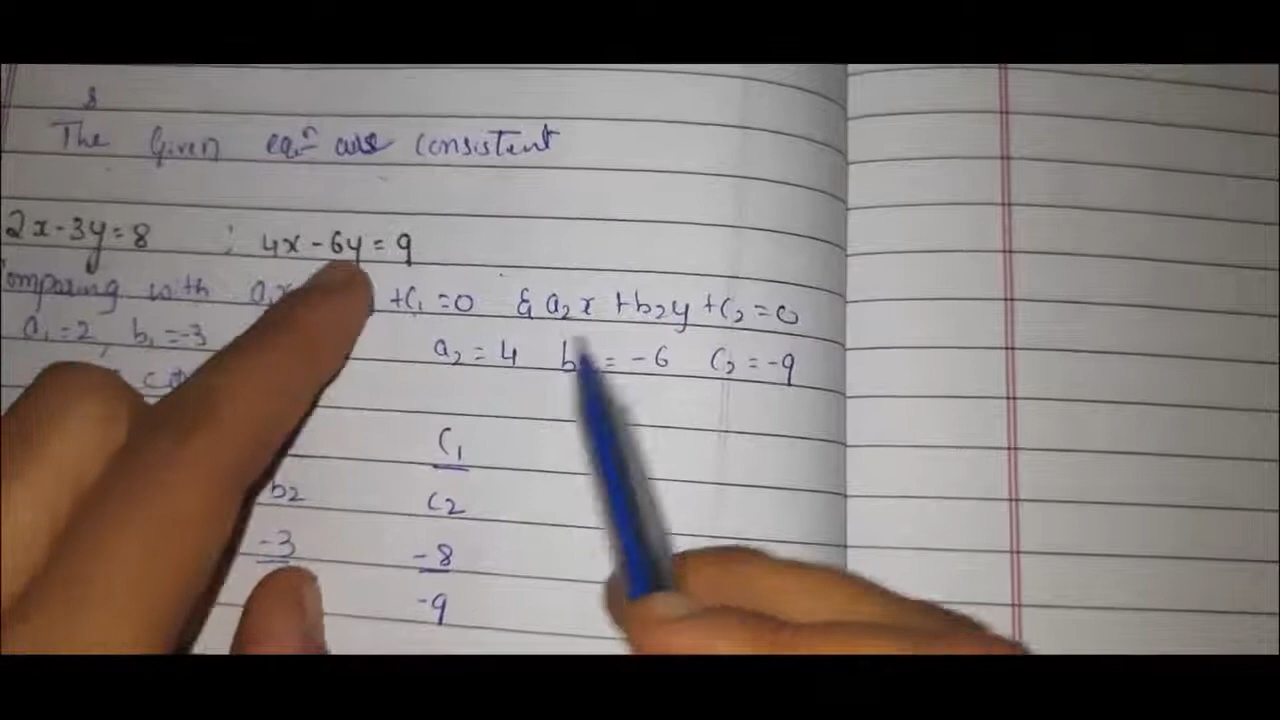 8
The Given eqⁿ are consistent
2x-3y=8 ; 4x-6y=9
omparing with a₁x +c₁=0 & a₂x+b₂y+c₂=0
a₁=2, b₁=-3 a₂=4 b =-6 c₂=-9
c₁
b₂ c₂
-3 -8
-9